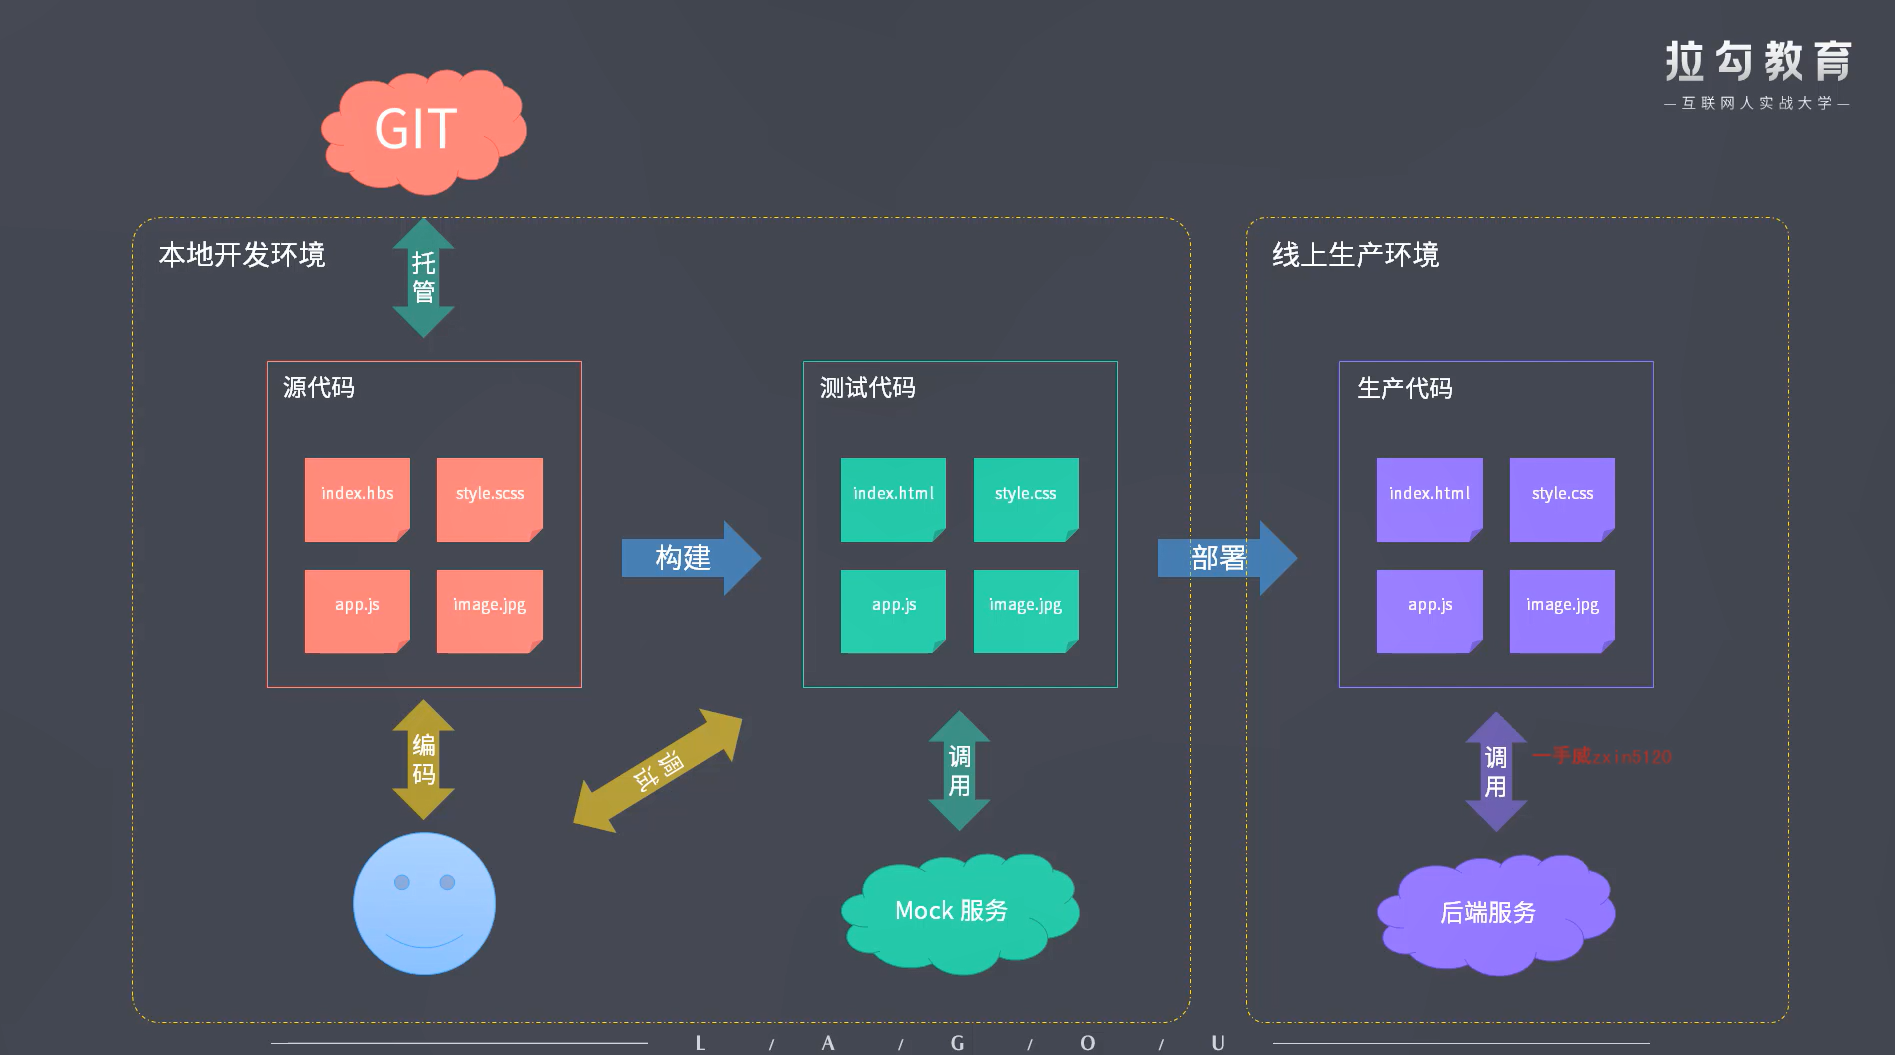 拉勾教育
—互联网人实战大学—
GIT
本地开发环境
托管
线上生产环境
源代码
index.hbs
style.scss
app.js
image.jpg
构建
测试代码
index.html
style.css
app.js
image.jpg
部署
生产代码
index.html
style.css
app.js
image.jpg
编码
调试
调用
调用
一手威zxin5120
Mock 服务
后端服务
L / A / G / O / U